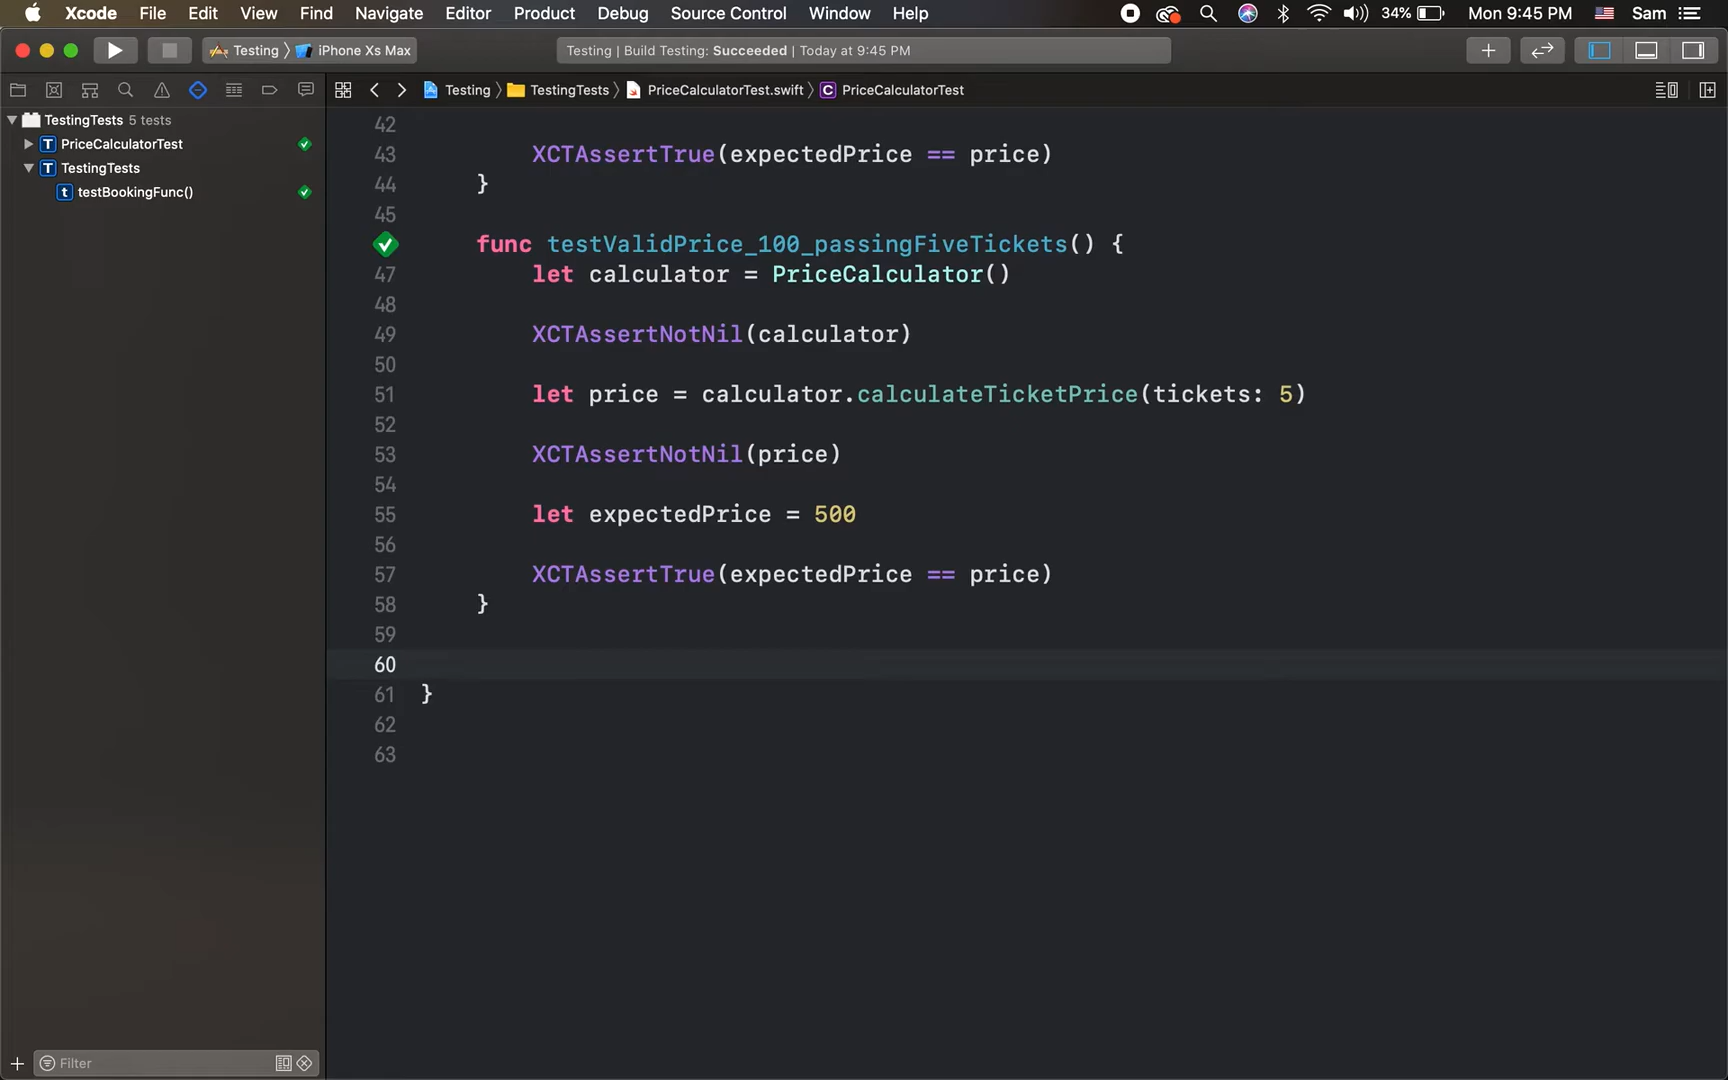 Xcode File Edit View Find Navigate Editor Product Debug Source Control Window Help 34% Mon 9:45 PM Sam
Testing 〉 iPhone Xs Max
Testing | Build Testing: Succeeded | Today at 9:45 PM
Testing 〉 TestingTests 〉 PriceCalculatorTest.swift 〉 C PriceCalculatorTest
TestingTests 5 tests
T PriceCalculatorTest
T TestingTests
t testBookingFunc()
42
43 XCTAssertTrue(expectedPrice == price)
44 }
45
func testValidPrice_100_passingFiveTickets() {
47 let calculator = PriceCalculator()
48
49 XCTAssertNotNil(calculator)
50
51 let price = calculator.calculateTicketPrice(tickets: 5)
52
53 XCTAssertNotNil(price)
54
55 let expectedPrice = 500
56
57 XCTAssertTrue(expectedPrice == price)
58 }
59
60
61 }
62
63
Filter